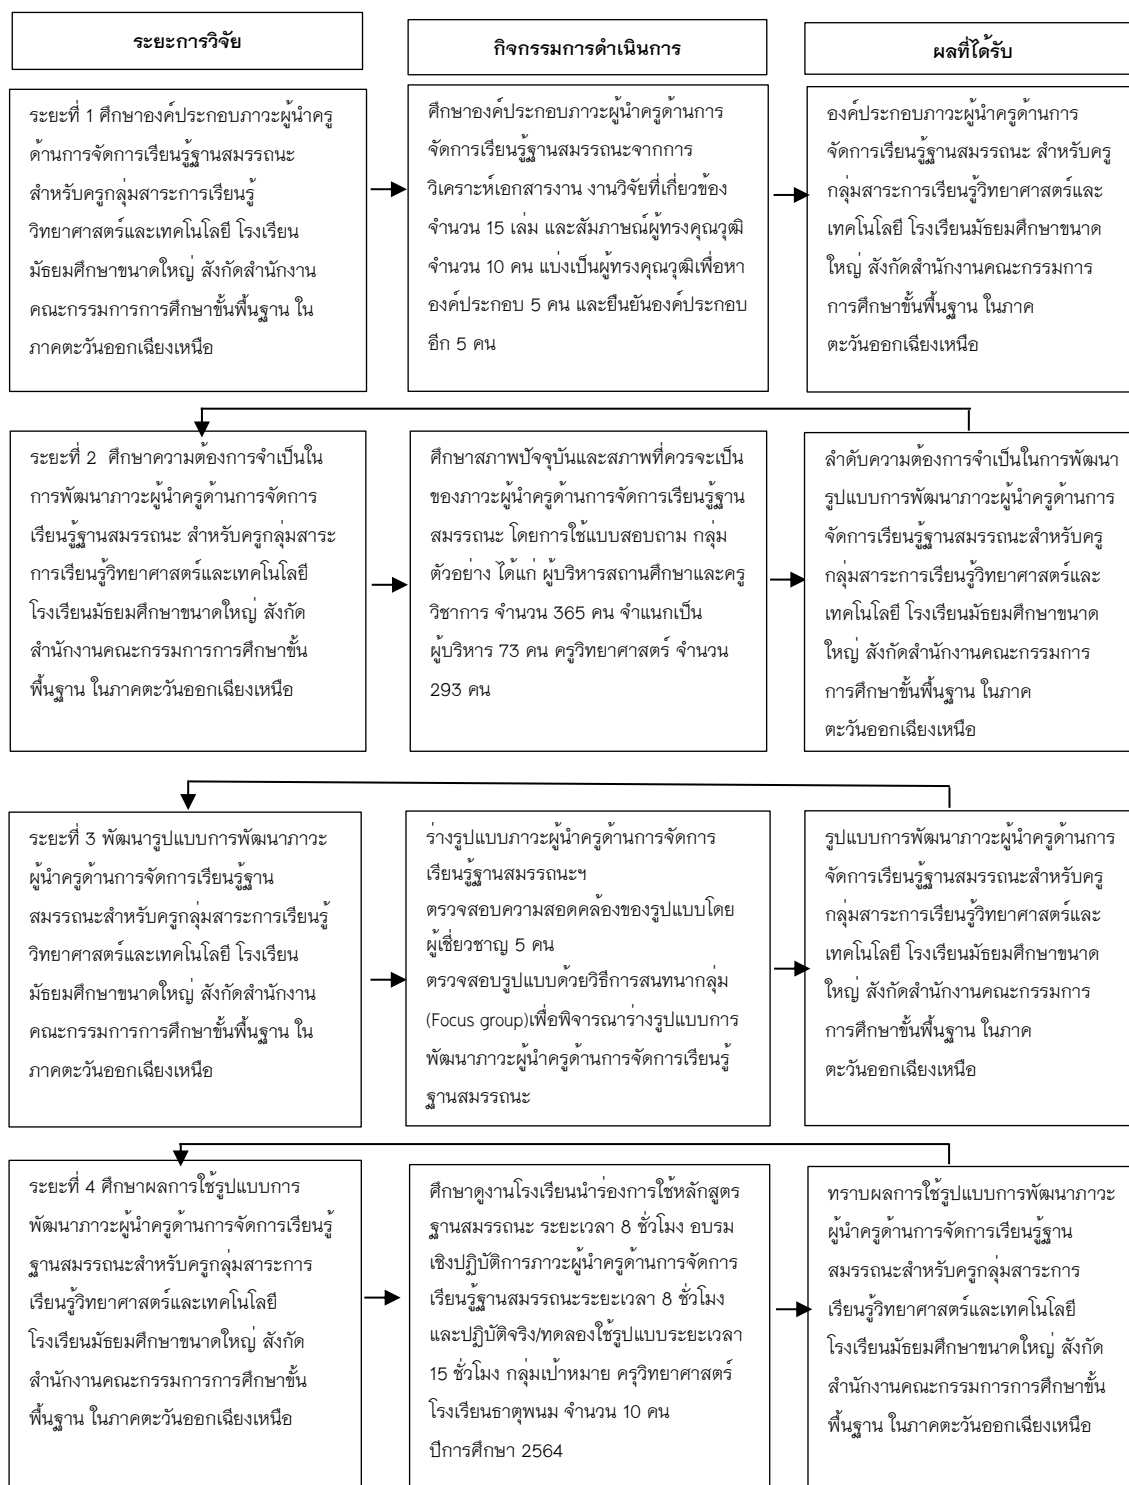 ระยะการวิจัย
กิจกรรมการดำเนินการ
ผลที่ได้รับ
ระยะที่ 1 ศึกษาองค์ประกอบภาวะผู้นำครู
ด้านการจัดการเรียนรู้ฐานสมรรถนะ
สำหรับครูกลุ่มสาระการเรียนรู้
วิทยาศาสตร์และเทคโนโลยี โรงเรียน
มัธยมศึกษาขนาดใหญ่ สังกัดสำนักงาน
คณะกรรมการการศึกษาขั้นพื้นฐาน ใน
ภาคตะวันออกเฉียงเหนือ
ศึกษาองค์ประกอบภาวะผู้นำครูด้านการ
จัดการเรียนรู้ฐานสมรรถนะจากการ
วิเคราะห์เอกสารงาน งานวิจัยที่เกี่ยวข้อง
จำนวน 15 เล่ม และสัมภาษณ์ผู้ทรงคุณวุฒิ
จำนวน 10 คน แบ่งเป็นผู้ทรงคุณวุฒิเพื่อหา
องค์ประกอบ 5 คน และยืนยันองค์ประกอบ
อีก 5 คน
องค์ประกอบภาวะผู้นำครูด้านการ
จัดการเรียนรู้ฐานสมรรถนะ สำหรับครู
กลุ่มสาระการเรียนรู้วิทยาศาสตร์และ
เทคโนโลยี โรงเรียนมัธยมศึกษาขนาด
ใหญ่ สังกัดสำนักงานคณะกรรมการ
การศึกษาขั้นพื้นฐาน ในภาค
ตะวันออกเฉียงเหนือ
ระยะที่ 2 ศึกษาความต้องการจำเป็นใน
การพัฒนาภาวะผู้นำครูด้านการจัดการ
เรียนรู้ฐานสมรรถนะ สำหรับครูกลุ่มสาระ
การเรียนรู้วิทยาศาสตร์และเทคโนโลยี
โรงเรียนมัธยมศึกษาขนาดใหญ่ สังกัด
สำนักงานคณะกรรมการการศึกษาขั้น
พื้นฐาน ในภาคตะวันออกเฉียงเหนือ
ศึกษาสภาพปัจจุบันและสภาพที่ควรจะเป็น
ของภาวะผู้นำครูด้านการจัดการเรียนรู้ฐาน
สมรรถนะ โดยการใช้แบบสอบถาม กลุ่ม
ตัวอย่าง ได้แก่ ผู้บริหารสถานศึกษาและครู
วิชาการ จำนวน 365 คน จำแนกเป็น
ผู้บริหาร 73 คน ครูวิทยาศาสตร์ จำนวน
293 คน
ลำดับความต้องการจำเป็นในการพัฒนา
รูปแบบการพัฒนาภาวะผู้นำครูด้านการ
จัดการเรียนรู้ฐานสมรรถนะสำหรับครู
กลุ่มสาระการเรียนรู้วิทยาศาสตร์และ
เทคโนโลยี โรงเรียนมัธยมศึกษาขนาด
ใหญ่ สังกัดสำนักงานคณะกรรมการ
การศึกษาขั้นพื้นฐาน ในภาค
ตะวันออกเฉียงเหนือ
ระยะที่ 3 พัฒนารูปแบบการพัฒนาภาวะ
ผู้นำครูด้านการจัดการเรียนรู้ฐาน
สมรรถนะสำหรับครูกลุ่มสาระการเรียนรู้
วิทยาศาสตร์และเทคโนโลยี โรงเรียน
มัธยมศึกษาขนาดใหญ่ สังกัดสำนักงาน
คณะกรรมการการศึกษาขั้นพื้นฐาน ใน
ภาคตะวันออกเฉียงเหนือ
ร่างรูปแบบภาวะผู้นำครูด้านการจัดการ
เรียนรู้ฐานสมรรถนะฯ
ตรวจสอบความสอดคล้องของรูปแบบโดย
ผู้เชี่ยวชาญ 5 คน
ตรวจสอบรูปแบบด้วยวิธีการสนทนากลุ่ม
(Focus group)เพื่อพิจารณาร่างรูปแบบการ
พัฒนาภาวะผู้นำครูด้านการจัดการเรียนรู้
ฐานสมรรถนะ
รูปแบบการพัฒนาภาวะผู้นำครูด้านการ
จัดการเรียนรู้ฐานสมรรถนะสำหรับครู
กลุ่มสาระการเรียนรู้วิทยาศาสตร์และ
เทคโนโลยี โรงเรียนมัธยมศึกษาขนาด
ใหญ่ สังกัดสำนักงานคณะกรรมการ
การศึกษาขั้นพื้นฐาน ในภาค
ตะวันออกเฉียงเหนือ
ระยะที่ 4 ศึกษาผลการใช้รูปแบบการ
พัฒนาภาวะผู้นำครูด้านการจัดการเรียนรู้
ฐานสมรรถนะสำหรับครูกลุ่มสาระการ
เรียนรู้วิทยาศาสตร์และเทคโนโลยี
โรงเรียนมัธยมศึกษาขนาดใหญ่ สังกัด
สำนักงานคณะกรรมการการศึกษาขั้น
พื้นฐาน ในภาคตะวันออกเฉียงเหนือ
ศึกษาดูงานโรงเรียนนำร่องการใช้หลักสูตร
ฐานสมรรถนะ ระยะเวลา 8 ชั่วโมง อบรม
เชิงปฏิบัติการภาวะผู้นำครูด้านการจัดการ
เรียนรู้ฐานสมรรถนะระยะเวลา 8 ชั่วโมง
และปฏิบัติจริง/ทดลองใช้รูปแบบระยะเวลา
15 ชั่วโมง กลุ่มเป้าหมาย ครูวิทยาศาสตร์
โรงเรียนธาตุพนม จำนวน 10 คน
ปีการศึกษา 2564
ทราบผลการใช้รูปแบบการพัฒนาภาวะ
ผู้นำครูด้านการจัดการเรียนรู้ฐาน
สมรรถนะสำหรับครูกลุ่มสาระการ
เรียนรู้วิทยาศาสตร์และเทคโนโลยี
โรงเรียนมัธยมศึกษาขนาดใหญ่ สังกัด
สำนักงานคณะกรรมการการศึกษาขั้น
พื้นฐาน ในภาคตะวันออกเฉียงเหนือ